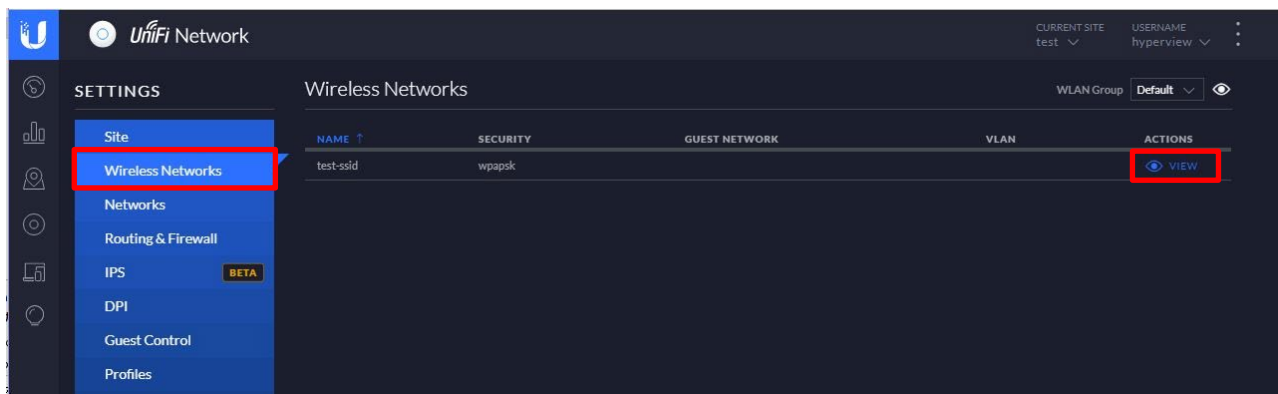 UniFi Network
CURRENT SITE
test
USERNAME
hyperview
SETTINGS
Site
Wireless Networks
Networks
Routing & Firewall
IPS BETA
DPI
Guest Control
Profiles
Wireless Networks
WLAN Group Default
NAME ↑ SECURITY GUEST NETWORK VLAN ACTIONS
test-ssid wpapsk VIEW